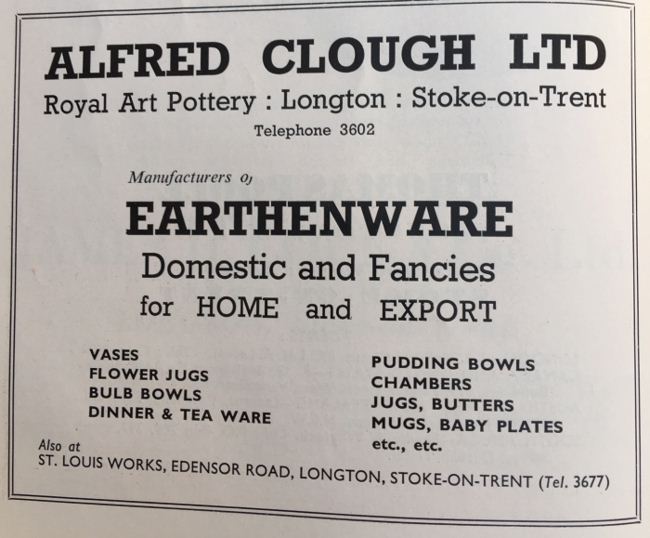 ALFRED CLOUGH LTD
Royal Art Pottery : Longton : Stoke-on-Trent
Telephone 3602
Manufacturers of
EARTHENWARE
Domestic and Fancies
for HOME and EXPORT
VASES
FLOWER JUGS
BULB BOWLS
DINNER & TEA WARE
PUDDING BOWLS
CHAMBERS
JUGS, BUTTERS
MUGS, BABY PLATES
etc., etc.
Also at
ST. LOUIS WORKS, EDENSOR ROAD, LONGTON, STOKE-ON-TRENT (Tel. 3677)